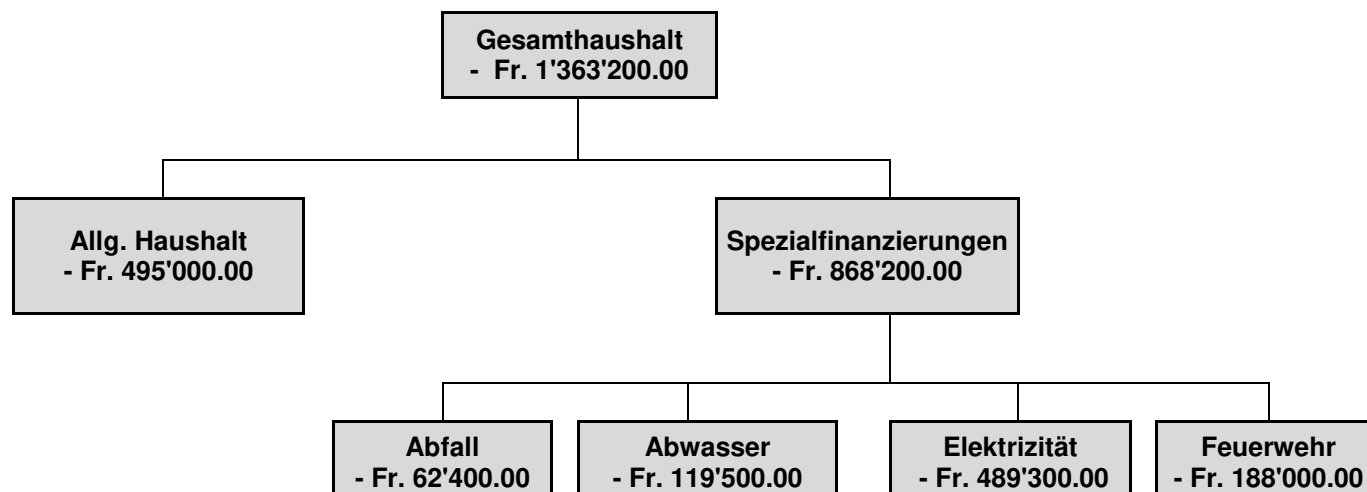 Gesamthaushalt
- Fr. 1'363'200.00
Allg. Haushalt
- Fr. 495'000.00
Spezialfinanzierungen
- Fr. 868'200.00
Abfall
- Fr. 62'400.00
Abwasser
- Fr. 119'500.00
Elektrizität
- Fr. 489'300.00
Feuerwehr
- Fr. 188'000.00